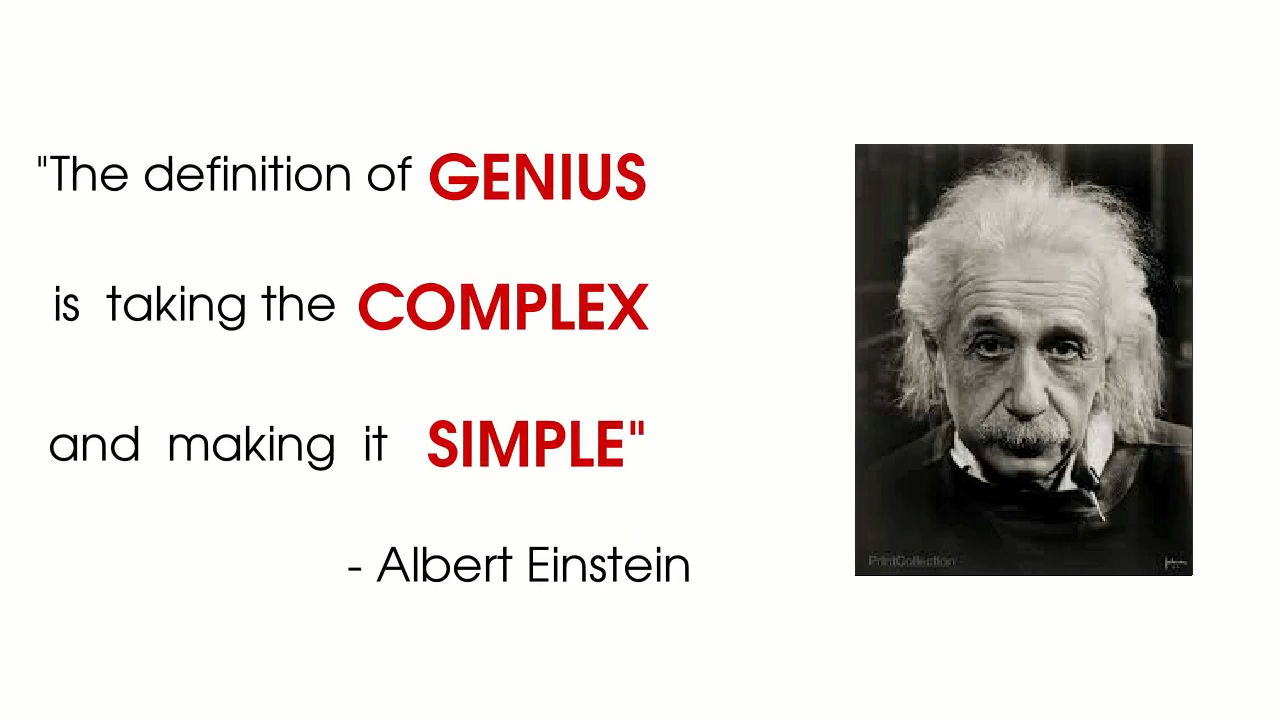 "The definition of GENIUS
is taking the COMPLEX
and making it SIMPLE"
- Albert Einstein
PrintCollection